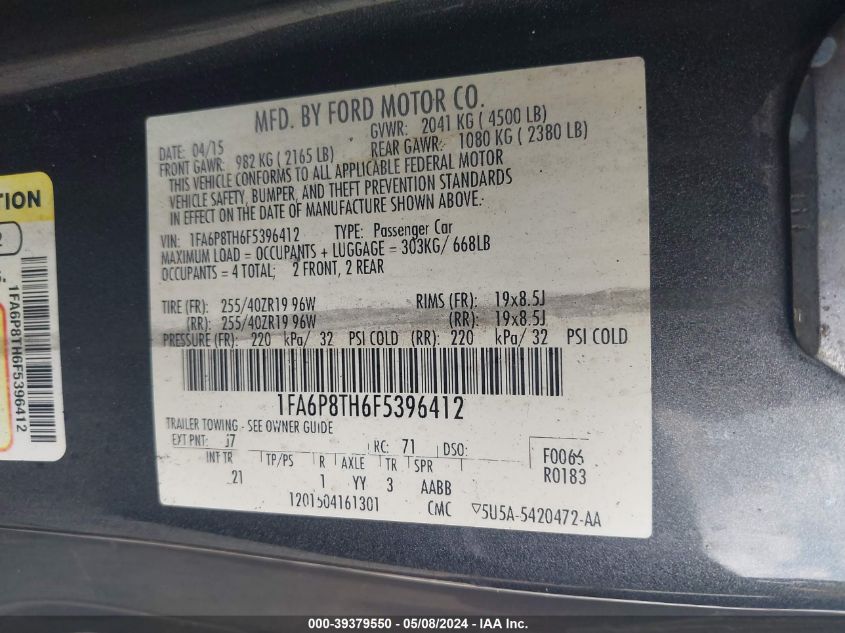 MFD. BY FORD MOTOR CO.
DATE: 04/15 GVWR: 2041 KG ( 4500 LB)
FRONT GAWR: 982 KG ( 2165 LB) REAR GAWR: 1080 KG ( 2380 LB)
THIS VEHICLE CONFORMS TO ALL APPLICABLE FEDERAL MOTOR
VEHICLE SAFETY, BUMPER, AND THEFT PREVENTION STANDARDS
IN EFFECT ON THE DATE OF MANUFACTURE SHOWN ABOVE.
VIN: 1FA6P8TH6F5396412 TYPE: Passenger Car
MAXIMUM LOAD = OCCUPANTS + LUGGAGE = 303KG/ 668LB
OCCUPANTS = 4 TOTAL; 2 FRONT, 2 REAR
TIRE (FR): 255/40ZR19 96W RIMS (FR): 19x8.5J
(RR): 255/40ZR19 96W (RR): 19x8.5J
PRESSURE (FR): 220 kPa/ 32 PSI COLD (RR): 220 kPa/ 32 PSI COLD
1FA6P8TH6F5396412
TRAILER TOWING - SEE OWNER GUIDE
EXT PNT: J7 RC: 71 DSO: F0065
INT TR TP/PS R AXLE TR SPR R0183
21 1 YY 3 AABB
1201504161301 CMC ▽5U5A-5420472-AA
TION
2
1FA6P8TH6F5396412
000-39379550 - 05/08/2024 - www.iaai.com.